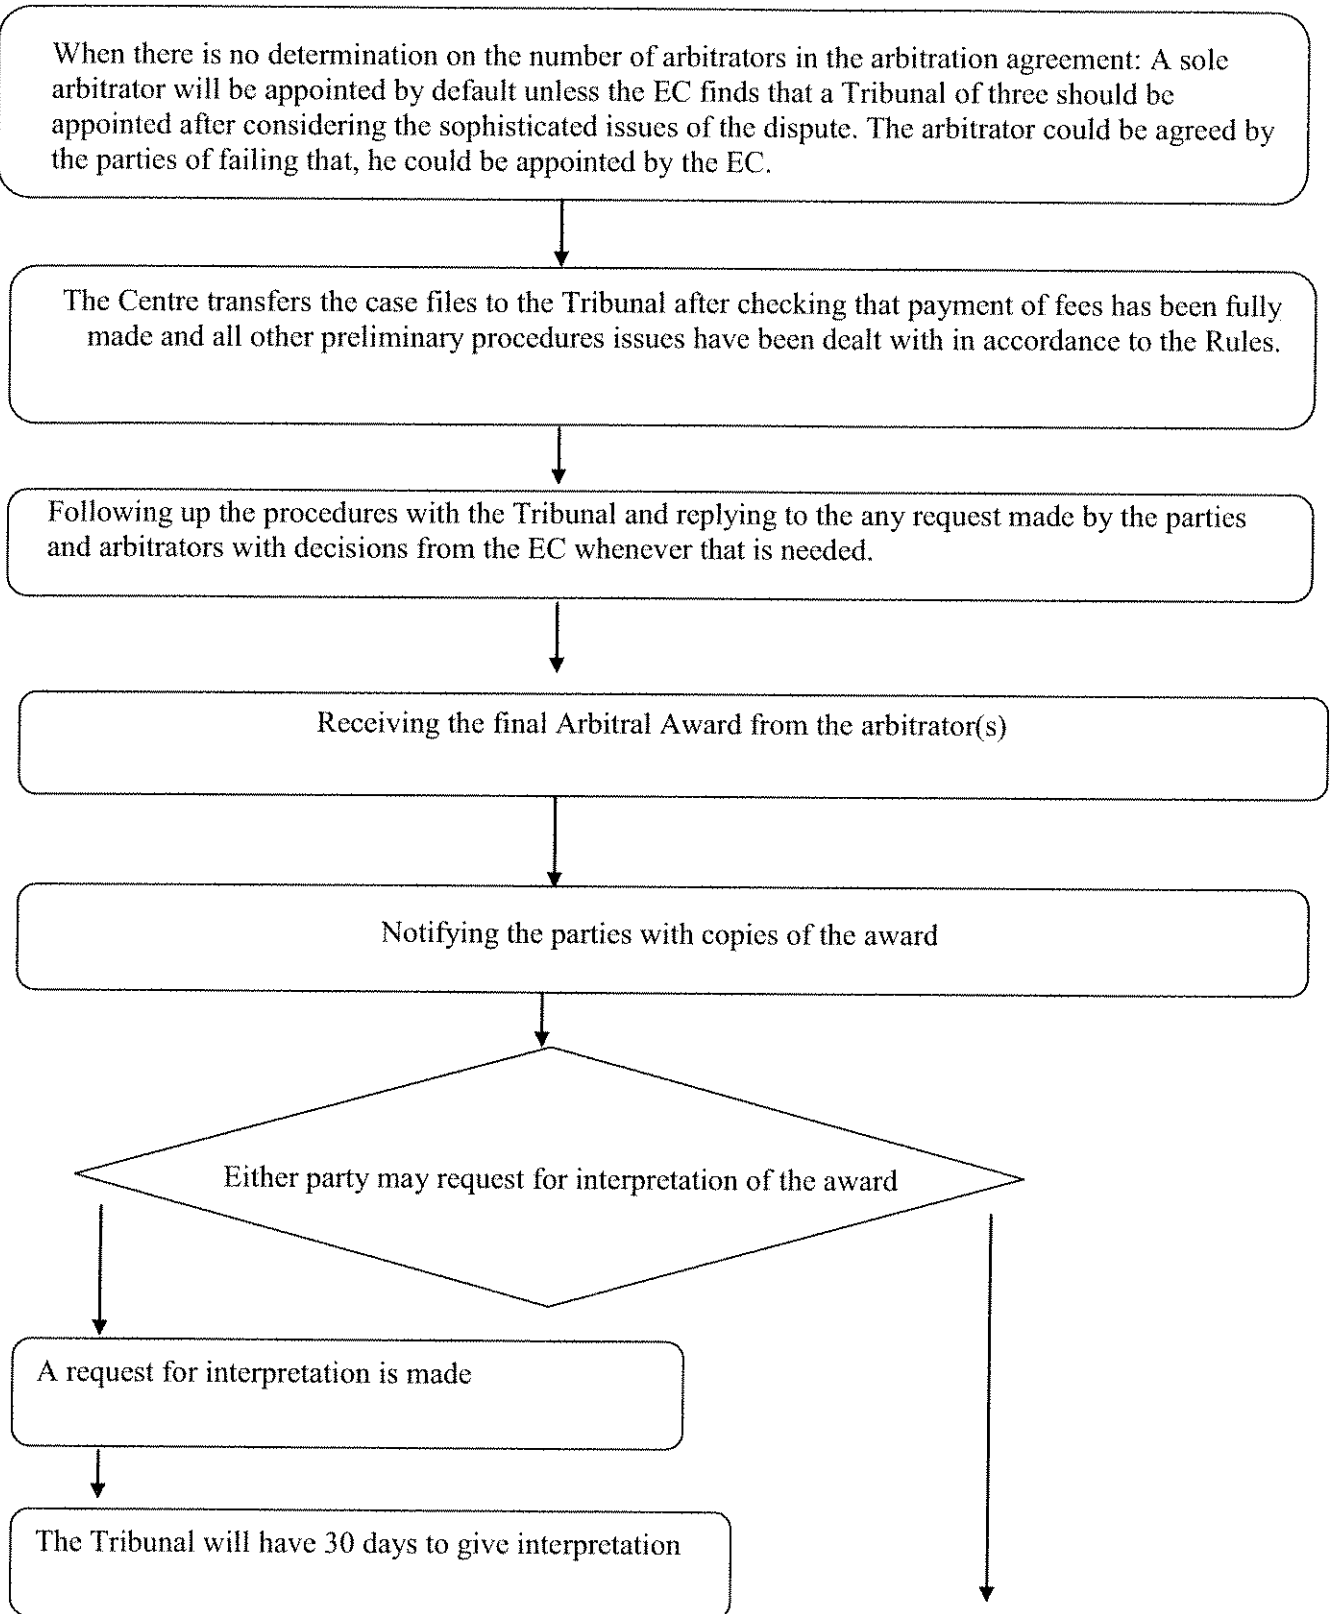 When there is no determination on the number of arbitrators in the arbitration agreement: A sole
arbitrator will be appointed by default unless the EC finds that a Tribunal of three should be
appointed after considering the sophisticated issues of the dispute. The arbitrator could be agreed by
the parties of failing that, he could be appointed by the EC.
The Centre transfers the case files to the Tribunal after checking that payment of fees has been fully
made and all other preliminary procedures issues have been dealt with in accordance to the Rules.
Following up the procedures with the Tribunal and replying to the any request made by the parties
and arbitrators with decisions from the EC whenever that is needed.
Receiving the final Arbitral Award from the arbitrator(s)
Notifying the parties with copies of the award
Either party may request for interpretation of the award
A request for interpretation is made
The Tribunal will have 30 days to give interpretation